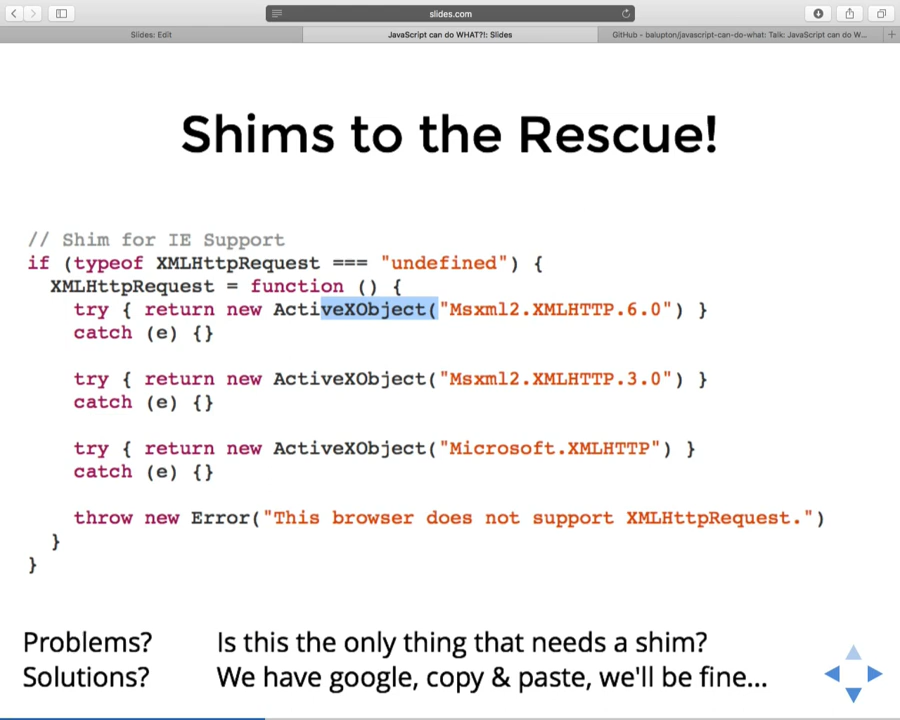 slides.com
Slides: Edit
JavaScript can do WHAT?!: Slides
GitHub - balupton/javascript-can-do-what: Talk: JavaScript can do W...
Shims to the Rescue!
// Shim for IE Support
if (typeof XMLHttpRequest === "undefined") {
XMLHttpRequest = function () {
try { return new ActiveXObject("Msxml2.XMLHTTP.6.0") }
catch (e) {}
try { return new ActiveXObject("Msxml2.XMLHTTP.3.0") }
catch (e) {}
try { return new ActiveXObject("Microsoft.XMLHTTP") }
catch (e) {}
throw new Error("This browser does not support XMLHttpRequest.")
}
}
Problems? Is this the only thing that needs a shim?
Solutions? We have google, copy & paste, we'll be fine...